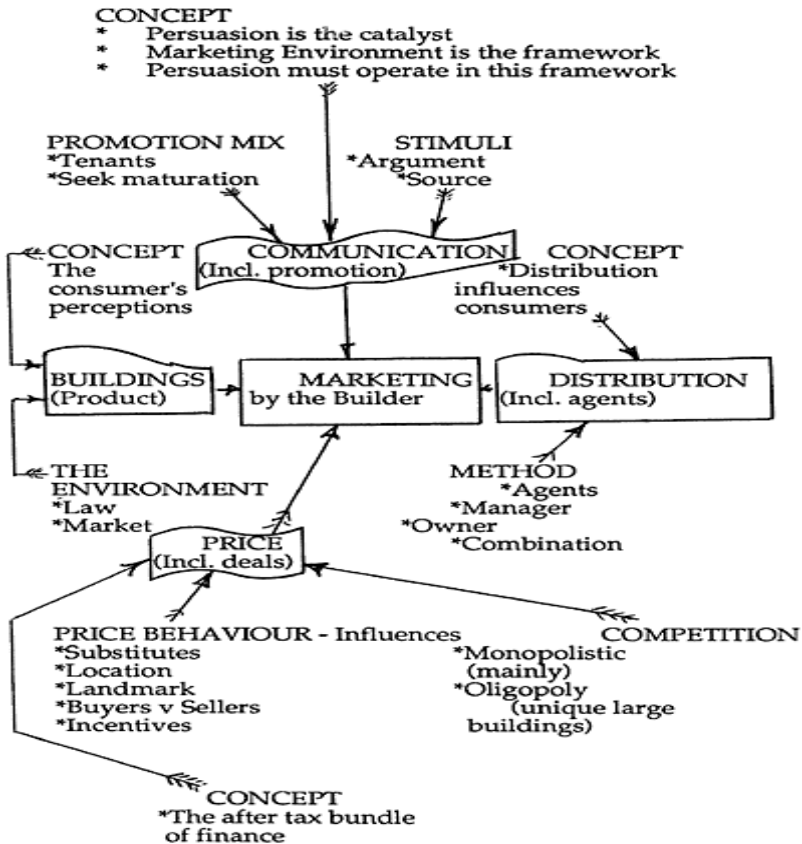 CONCEPT
* Persuasion is the catalyst
* Marketing Environment is the framework
* Persuasion must operate in this framework
PROMOTION MIX
*Tenants
*Seek maturation
STIMULI
*Argument
*Source
CONCEPT
The
consumer's
perceptions
COMMUNICATION
(Incl. promotion)
CONCEPT
*Distribution
influences
consumers
BUILDINGS
(Product)
MARKETING
by the Builder
DISTRIBUTION
(Incl. agents)
THE
ENVIRONMENT
*Law
*Market
METHOD
*Agents
*Manager
*Owner
*Combination
PRICE
(Incl. deals)
PRICE BEHAVIOUR - Influences
*Substitutes
*Location
*Landmark
*Buyers v Sellers
*Incentives
COMPETITION
*Monopolistic
(mainly)
*Oligopoly
(unique large
buildings)
CONCEPT
*The after tax bundle
of finance